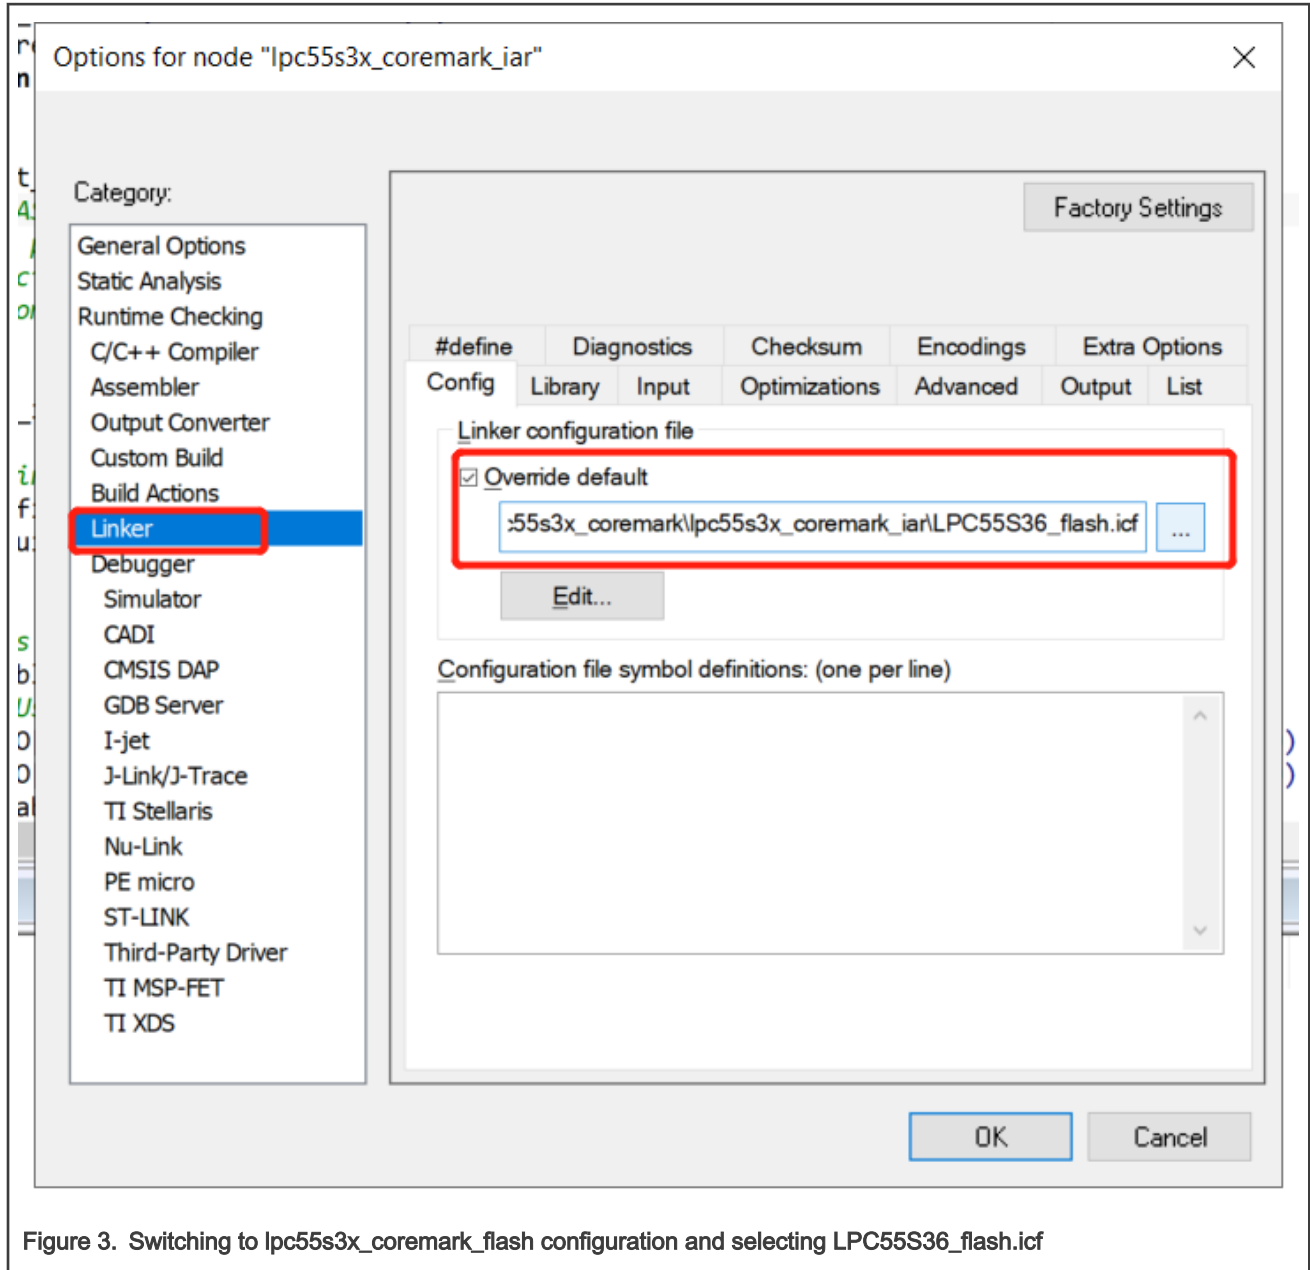 Options for node "lpc55s3x_coremark_iar"
Category:
Factory Settings
General Options
Static Analysis
Runtime Checking
C/C++ Compiler
Assembler
Output Converter
Custom Build
Build Actions
Linker
Debugger
Simulator
CADI
CMSIS DAP
GDB Server
I-jet
J-Link/J-Trace
TI Stellaris
Nu-Link
PE micro
ST-LINK
Third-Party Driver
TI MSP-FET
TI XDS
#define Diagnostics Checksum Encodings Extra Options
Config Library Input Optimizations Advanced Output List
Linker configuration file
Override default
55s3x_coremark\lpc55s3x_coremark_iar\LPC55S36_flash.icf ...
Edit...
Configuration file symbol definitions: (one per line)
OK Cancel
Figure 3. Switching to lpc55s3x_coremark_flash configuration and selecting LPC55S36_flash.icf